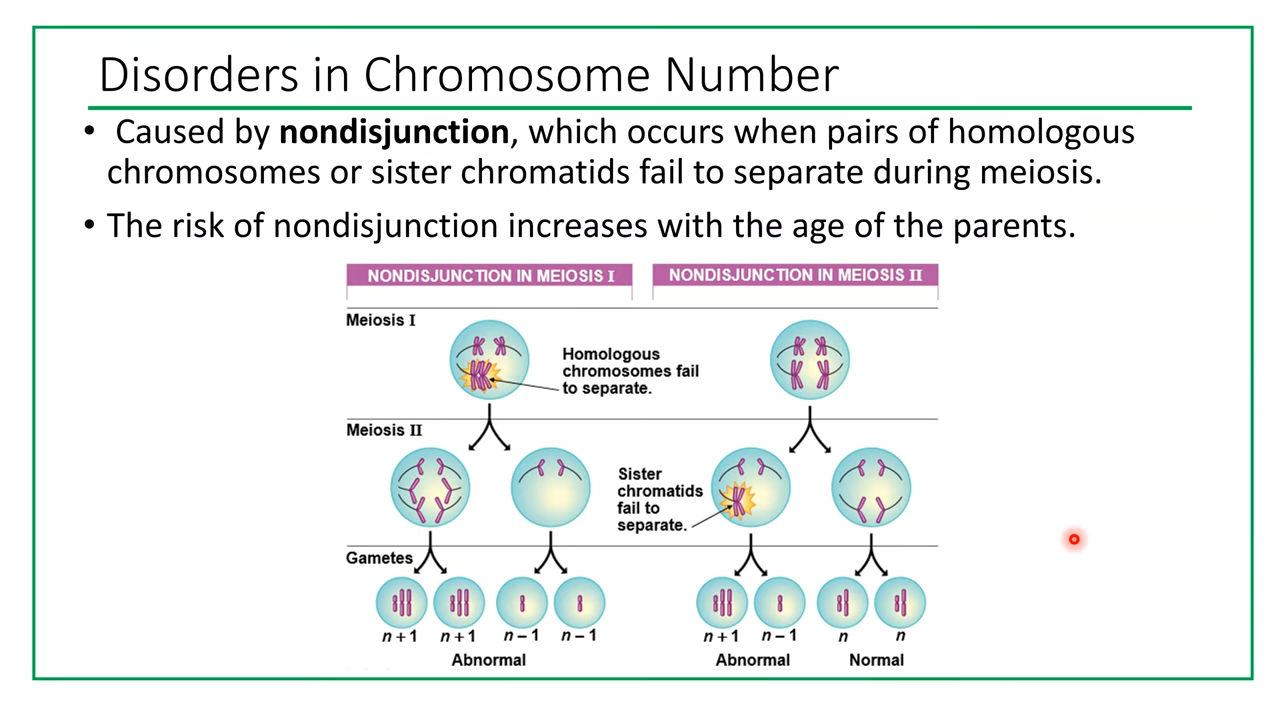 Disorders in Chromosome Number
• Caused by nondisjunction, which occurs when pairs of homologous
chromosomes or sister chromatids fail to separate during meiosis.
• The risk of nondisjunction increases with the age of the parents.
NONDISJUNCTION IN MEIOSIS I
NONDISJUNCTION IN MEIOSIS II
Meiosis I
Homologous
chromosomes fail
to separate.
Meiosis II
Sister
chromatids
fail to
separate.
Gametes
n + 1 n + 1 n – 1 n – 1 n + 1 n – 1 n n
Abnormal Abnormal Normal